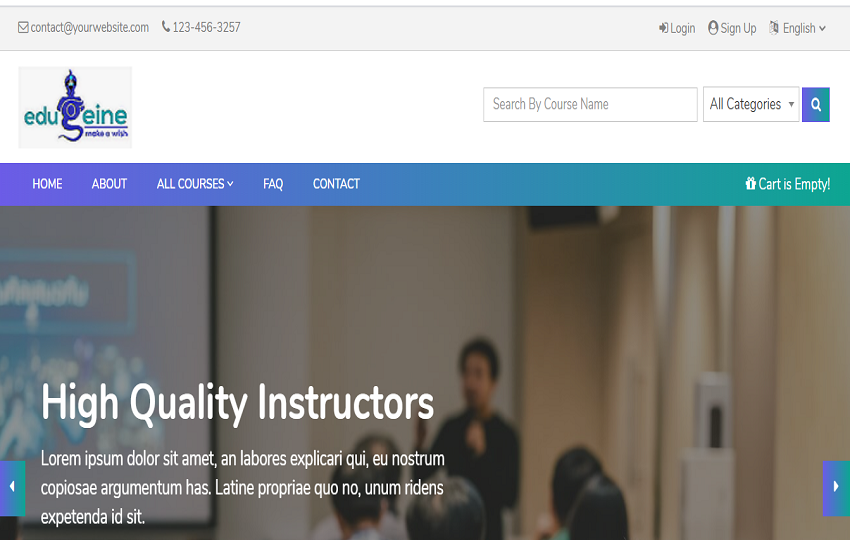 contact@yourwebsite.com 123-456-3257 Login Sign Up English
edugeine
make a wish
Search By Course Name All Categories
HOME ABOUT ALL COURSES FAQ CONTACT Cart is Empty!
High Quality Instructors
Lorem ipsum dolor sit amet, an labores explicari qui, eu nostrum
copiosae argumentum has. Latine propriae quo no, unum ridens
expetenda id sit.